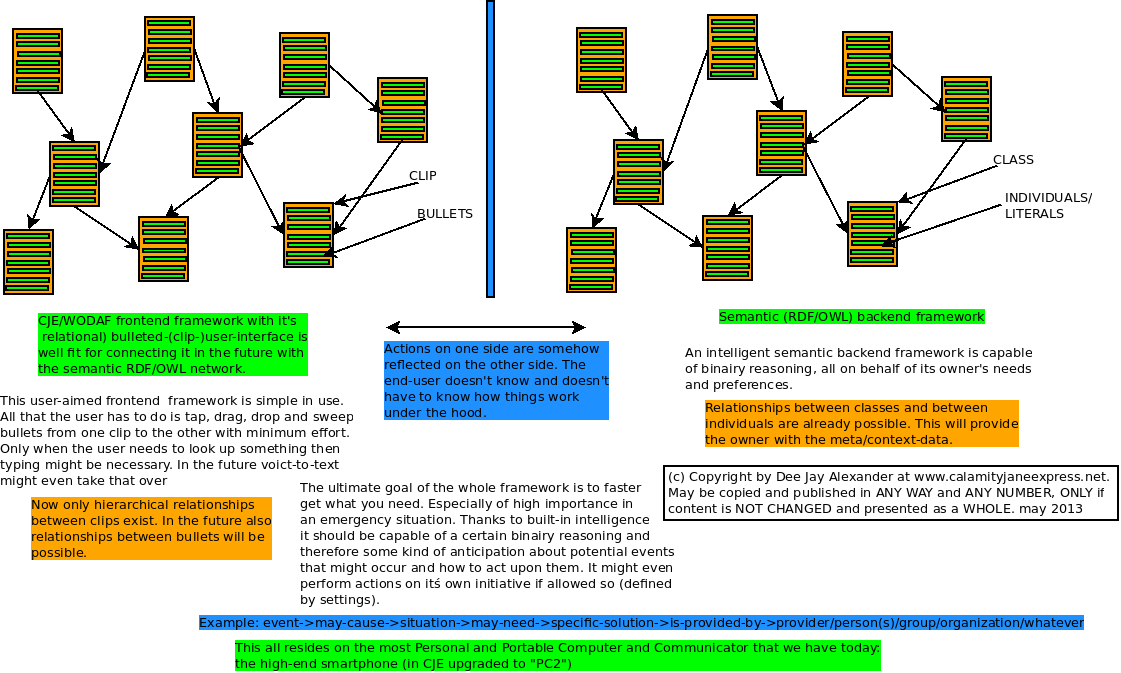 CLIP
BULLETS
CLASS
INDIVIDUALS/
LITERALS
CJE/WODAF frontend framework with it's
relational) bulleted-(clip-)user-interface is
well fit for connecting it in the future with
the semantic RDF/OWL network.
Actions on one side are somehow
reflected on the other side. The
end-user doesn't know and doesn't
have to know how things work
under the hood.
Semantic (RDF/OWL) backend framework
An intelligent semantic backend framework is capable
of binairy reasoning, all on behalf of its owner's needs
and preferences.
Relationships between classes and between
individuals are already possible. This will provide
the owner with the meta/context-data.
This user-aimed frontend  framework is simple in use.
All that the user has to do is tap, drag, drop and sweep
bullets from one clip to the other with minimum effort.
Only when the user needs to look up something then
typing might be necessary. In the future voict-to-text
might even take that over
Now only hierarchical relationships
between clips exist. In the future also
relationships between bullets will be
possible.
The ultimate goal of the whole framework is to faster
get what you need. Especially of high importance in
an emergency situation. Thanks to built-in intelligence
it should be capable of a certain binairy reasoning and
therefore some kind of anticipation about potential events
that might occur and how to act upon them. It might even
perform actions on itś own initiative if allowed so (defined
by settings).
(c) Copyright by Dee Jay Alexander at www.calamityjaneexpress.net.
May be copied and published in ANY WAY and ANY NUMBER, ONLY if
content is NOT CHANGED and presented as a WHOLE. may 2013
Example: event->may-cause->situation->may-need->specific-solution->is-provided-by->provider/person(s)/group/organization/whatever
This all resides on the most Personal and Portable Computer and Communicator that we have today:
the high-end smartphone (in CJE upgraded to "PC2")